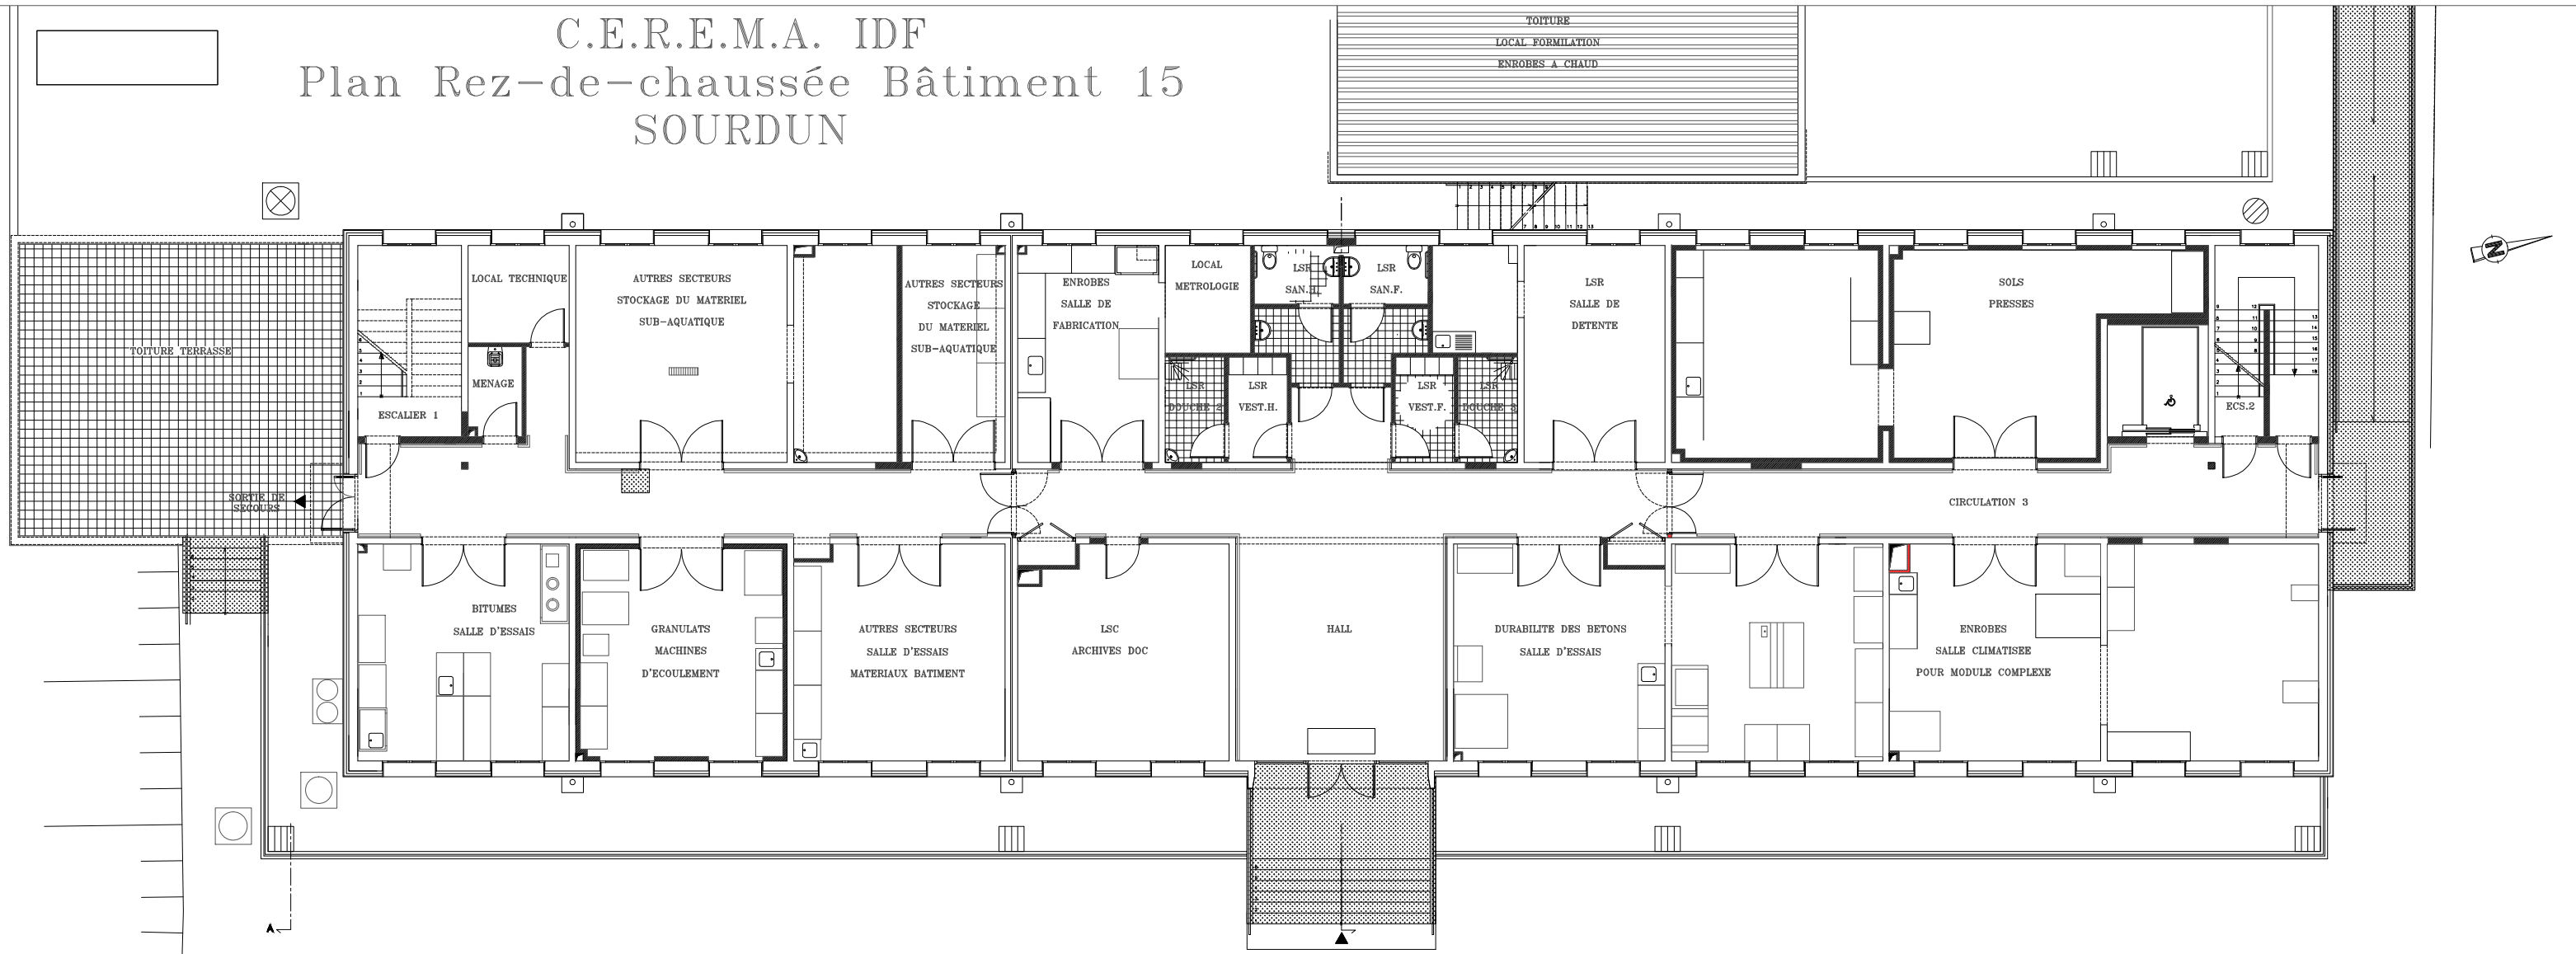 C.E.R.E.M.A. IDF
Plan Rez-de-chaussée Bâtiment 15
SOURDUN
TOITURE
LOCAL FORMILATION
ENROBES A CHAUD
TOITURE TERRASSE
SORTIE DE
SECOURS
ESCALIER 1
LOCAL TECHNIQUE
MENAGE
AUTRES SECTEURS
STOCKAGE DU MATERIEL
SUB-AQUATIQUE
AUTRES SECTEURS
STOCKAGE
DU MATERIEL
SUB-AQUATIQUE
ENROBES
SALLE DE
FABRICATION
LOCAL
METROLOGIE
LSR
SAN.H.
LSR
SAN.F.
LSR
DOUCHE 2
LSR
VEST.H.
LSR
VEST.F.
LSR
DOUCHE 3
LSR
SALLE DE
DETENTE
SOLS
PRESSES
ECS.2
N
CIRCULATION 3
BITUMES
SALLE D'ESSAIS
GRANULATS
MACHINES
D'ECOULEMENT
AUTRES SECTEURS
SALLE D'ESSAIS
MATERIAUX BATIMENT
LSC
ARCHIVES DOC
HALL
DURABILITE DES BETONS
SALLE D'ESSAIS
ENROBES
SALLE CLIMATISEE
POUR MODULE COMPLEXE
A